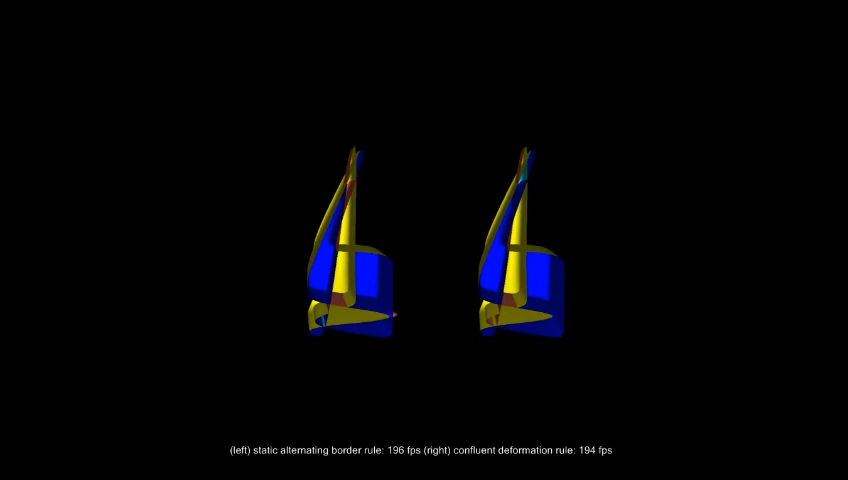 (left) static alternating border rule: 196 fps (right) confluent deformation rule: 194 fps